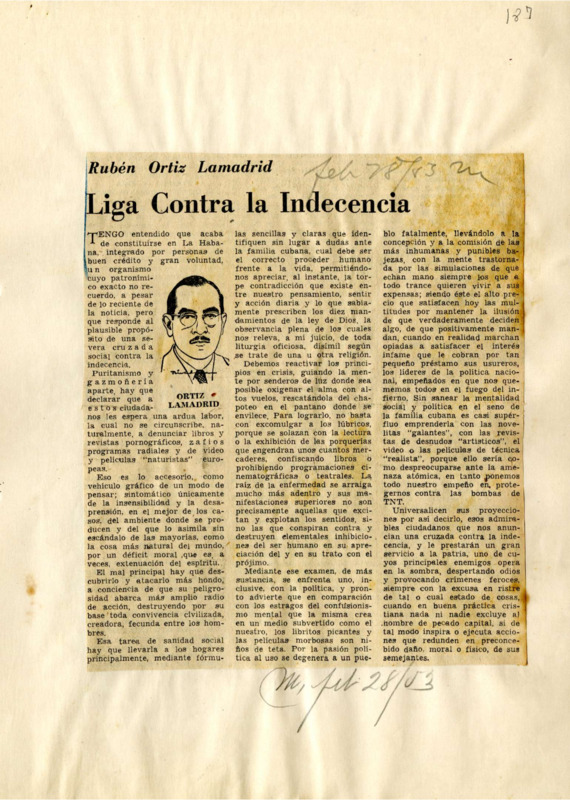 187
Rubén Ortiz Lamadrid
feb 28/53 M
Liga Contra la Indecencia
TENGO entendido que acaba
de constituirse en La Haba-
na, integrado por personas de
buen crédito y gran voluntad,
un organismo
cuyo patroními-
co exacto no re-
cuerdo, a pesar
de lo reciente de
la noticia, pero
que responde al
plausible propó-
sito de una se-
vera cruzada
social contra la
indecencia.
Puritanismo y
gazmoñería
aparte, hay que
declarar que a
estos ciudada-
nos les espera una ardua labor,
la cual no se circunscribe, na-
turalmente, a denunciar libros y
revistas pornográficos, zafios
programas radiales y de video
y películas "naturistas" euro-
peas.
Eso es lo accesorio, como
vehículo gráfico de un modo de
pensar; sintomático únicamente
de la insensibilidad y la desa-
prensión, en el mejor de los ca-
sos, del ambiente donde se pro-
ducen y del que lo asimila sin
escándalo de las mayorías, como
la cosa más natural del mundo,
por un déficit moral que es, a
veces, extenuación del espíritu.
El mal principal hay que des-
cubrirlo y atacarlo más hondo,
a conciencia de que su peligro-
sidad abarca más amplio radio
de acción, destruyendo por su
base toda convivencia civilizada,
creadora, fecunda entre los hom-
bres.
Esa tarea de sanidad social
hay que llevarla a los hogares
principalmente, mediante fórmu-
ORTIZ
LAMADRID
las sencillas y claras que iden-
tifiquen sin lugar a dudas ante
la familia cubana, cual debe ser
el correcto proceder humano
frente a la vida, permitiéndo-
nos apreciar, al instante, la tor-
pe contradicción que existe en-
tre nuestro pensamiento, sentir
y acción diaria y lo que sabia-
mente prescriben los diez man-
damientos de la ley de Dios, la
observancia plena de los cuales
nos releva, a mi juicio, de toda
liturgia oficiosa, disímil según
se trate de una u otra religión.
Debemos reactivar los princi-
pios en crisis, guiando la men-
te por senderos de luz donde sea
posible oxigenar el alma con al-
tos vuelos, rescatándola del cha-
poteo en el pantano donde se
envilece. Para lograrlo, no basta
con excomulgar a los lúbricos,
porque se solazan con la lectura
o la exhibición de las porquerías
que engendran unos cuantos mer-
caderes, confiscando libros o
prohibiendo programaciones ci-
nematográficas o teatrales. La
raíz de la enfermedad se arraiga
mucho más adentro y sus ma-
nifestaciones superiores no son
precisamente aquellas que exci-
tan y explotan los sentidos, si-
no las que conspiran contra y
destruyen elementales inhibicio-
nes del ser humano en su apre-
ciación del y en su trato con el
prójimo.
Mediante ese examen, de más
sustancia, se enfrenta uno, in-
clusive, con la política, y pron-
to advierte que en comparación
con los estragos del confusionis-
mo mental que la misma crea
en un medio subvertido como el
nuestro, los libritos picantes y
las películas morbosas son ni-
ños de teta. Por la pasión polí-
tica al uso se degenera a un pue-
blo fatalmente, llevándolo a la
concepción y a la comisión de las
más inhumanas y punibles ba-
jezas, con la mente trastorna-
da por las simulaciones de que
echan mano siempre los que a
todo trance quieren vivir a sus
expensas; siendo éste el alto pre-
cio que satisfacen hoy las mul-
titudes por mantener la ilusión
de que verdaderamente deciden
algo, de que positivamente man-
dan, cuando en realidad marchan
opiadas a satisfacer el interés
infame que le cobran por tan
pequeño préstamo sus usureros,
los líderes de la política nacio-
nal, empeñados en que nos que-
memos todos en el fuego del in-
fierno. Sin sanear la mentalidad
social y política en el seno de
la familia cubana es casi supér-
fluo emprenderla con las nove-
litas "galantes", con las revis-
tas de desnudos "artísticos", el
video o las películas de técnica
"realista", porque ello sería co-
mo despreocuparse ante la ame-
naza atómica, en tanto ponemos
todo nuestro empeño en prote-
gernos contra las bombas de
TNT.
Universalicen sus proyeccio-
nes por así decirlo, esos admira-
bles ciudadanos que nos anun-
cian una cruzada contra la inde-
cencia, y le prestarán un gran
servicio a la patria, uno de cu-
yos principales enemigos opera
en la sombra, despertando odios
y provocando crímenes feroces,
siempre con la excusa en ristre
de tal o cual estado de cosas,
cuando en buena práctica cris-
tiana nada ni nadie excluye al
hombre de pecado capital, si de
tal modo inspira o ejecuta accio-
nes que redunden en preconce-
bido daño, moral o físico, de sus
semejantes.
M, feb 28/53